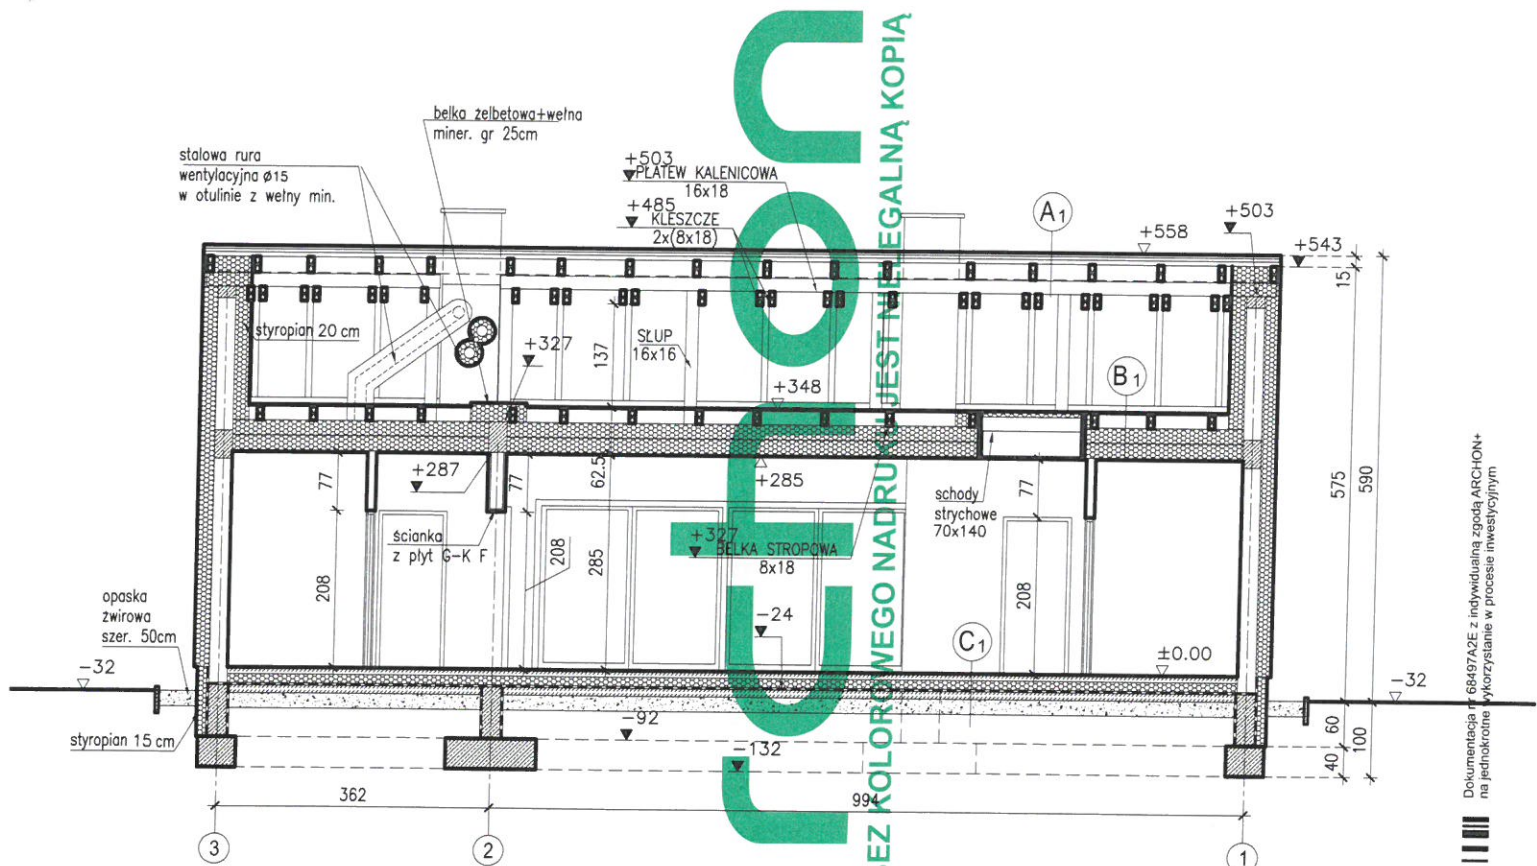 belka żelbetowa+wełna
miner. gr 25cm
stalowa rura
wentylacyjna ø15
w otulinie z wełny min.
+503
PŁATEW KALENICOWA
16x18
+485
KLESZCZE
2x(8x18)
A1
+558
+503
+543
15
styropian 20 cm
+327
137
SŁUP
16x16
+348
B1
575
590
77
+287
77
62.5
+285
schody
strychowe
70x140
77
ścianka
z płyt G-K F
208
285
+327
BELKA STROPOWA
8x18
208
208
opaska
żwirowa
szer. 50cm
-24
C1
±0.00
-32
-32
styropian 15 cm
-92
-132
60
40
100
362
994
3
2
1
EZ KOLOROWEGO NADRUKU JEST NIELEGALNĄ KOPIĄ
Dokumentacja nr 68497A2E z indywidualną zgodą ARCHON+
na jednokrotne wykorzystanie w procesie inwestycyjnym